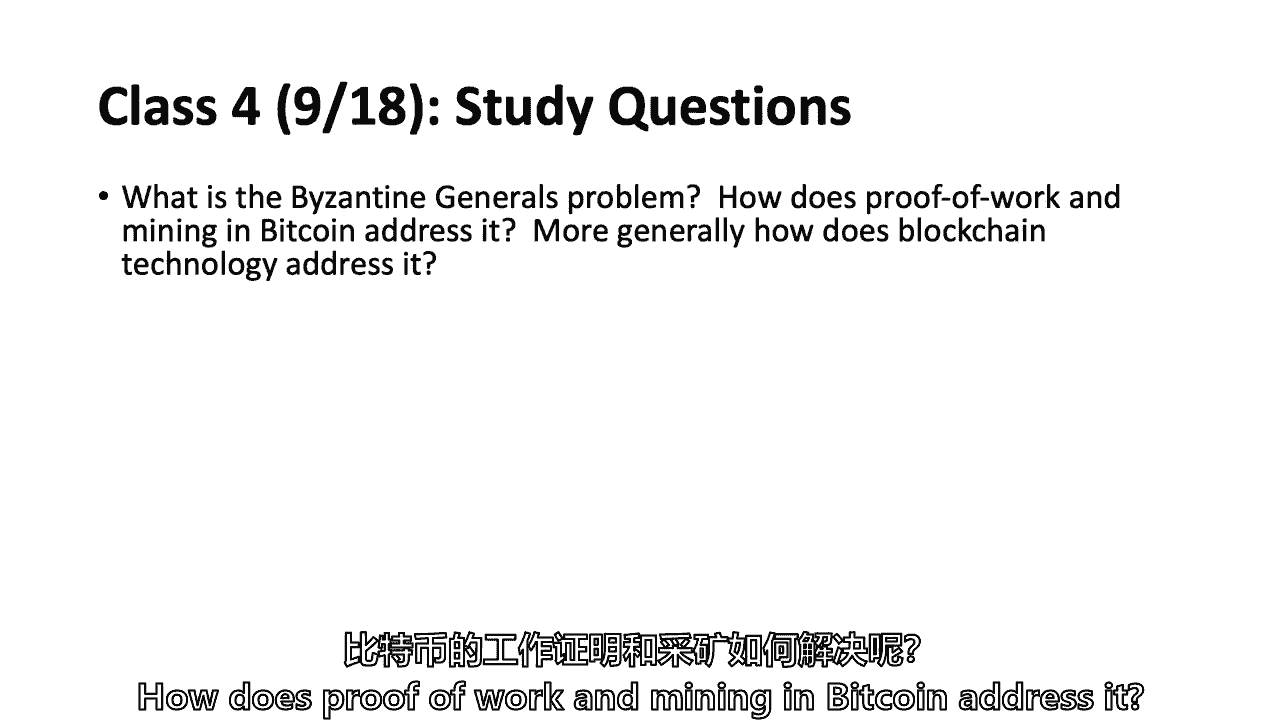 Class 4 (9/18): Study Questions
• What is the Byzantine Generals problem?  How does proof-of-work and
mining in Bitcoin address it?  More generally how does blockchain
technology address it?
比特币的工作证明和采矿如何解决呢?
How does proof of work and mining in Bitcoin address it?